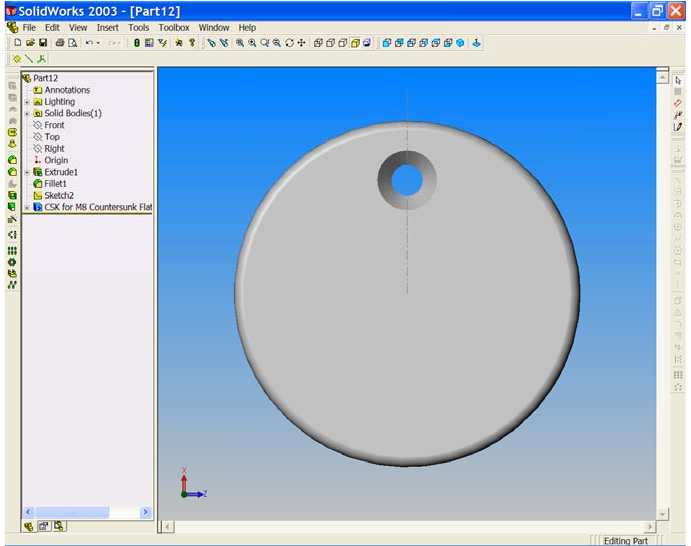 SolidWorks 2003 - [Part12]
File Edit View Insert Tools Toolbox Window Help
Part12
Annotations
Lighting
Solid Bodies(1)
Front
Top
Right
Origin
Extrude1
Fillet1
Sketch2
CSK for M8 Countersunk Flat
X
Z
Editing Part